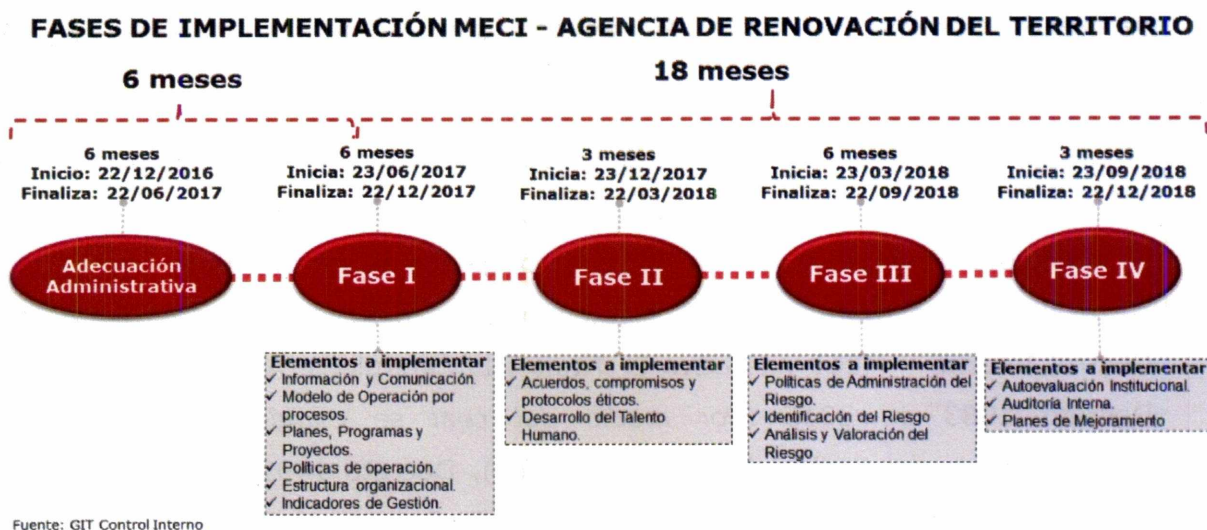 FASES DE IMPLEMENTACIÓN MECI - AGENCIA DE RENOVACIÓN DEL TERRITORIO
6 meses
18 meses
6 meses
Inicio: 22/12/2016
Finaliza: 22/06/2017
6 meses
Inicia: 23/06/2017
Finaliza: 22/12/2017
3 meses
Inicia: 23/12/2017
Finaliza: 22/03/2018
6 meses
Inicia: 23/03/2018
Finaliza: 22/09/2018
3 meses
Inicia: 23/09/2018
Finaliza: 22/12/2018
Adecuación
Administrativa
Fase I
Fase II
Fase III
Fase IV
Elementos a implementar
✓ Información y Comunicación.
✓ Modelo de Operación por
procesos.
✓ Planes, Programas y
Proyectos.
✓ Políticas de operación.
✓ Estructura organizacional.
✓ Indicadores de Gestión.
Elementos a implementar
✓ Acuerdos, compromisos y
protocolos éticos.
✓ Desarrollo del Talento
Humano.
Elementos a implementar
✓ Políticas de Administración del
Riesgo.
✓ Identificación del Riesgo
✓ Análisis y Valoración del
Riesgo
Elementos a implementar
✓ Autoevaluación Institucional.
✓ Auditoría Interna.
✓ Planes de Mejoramiento
Fuente: GIT Control Interno